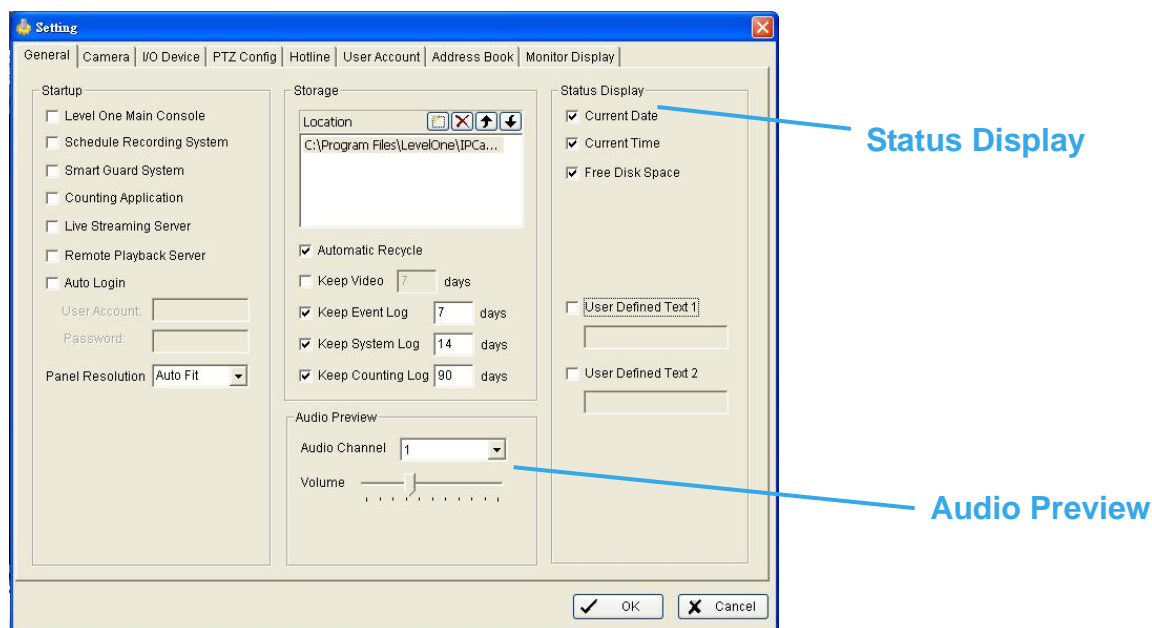 Setting
General Camera I/O Device PTZ Config Hotline User Account Address Book Monitor Display
Startup
Level One Main Console
Schedule Recording System
Smart Guard System
Counting Application
Live Streaming Server
Remote Playback Server
Auto Login
User Account:
Password:
Panel Resolution Auto Fit
Storage
Location
C:\Program Files\LevelOne\IPCa...
Automatic Recycle
Keep Video 7 days
Keep Event Log 7 days
Keep System Log 14 days
Keep Counting Log 90 days
Audio Preview
Audio Channel 1
Volume
Status Display
Current Date
Current Time
Free Disk Space
User Defined Text 1
User Defined Text 2
OK Cancel
Status Display
Audio Preview